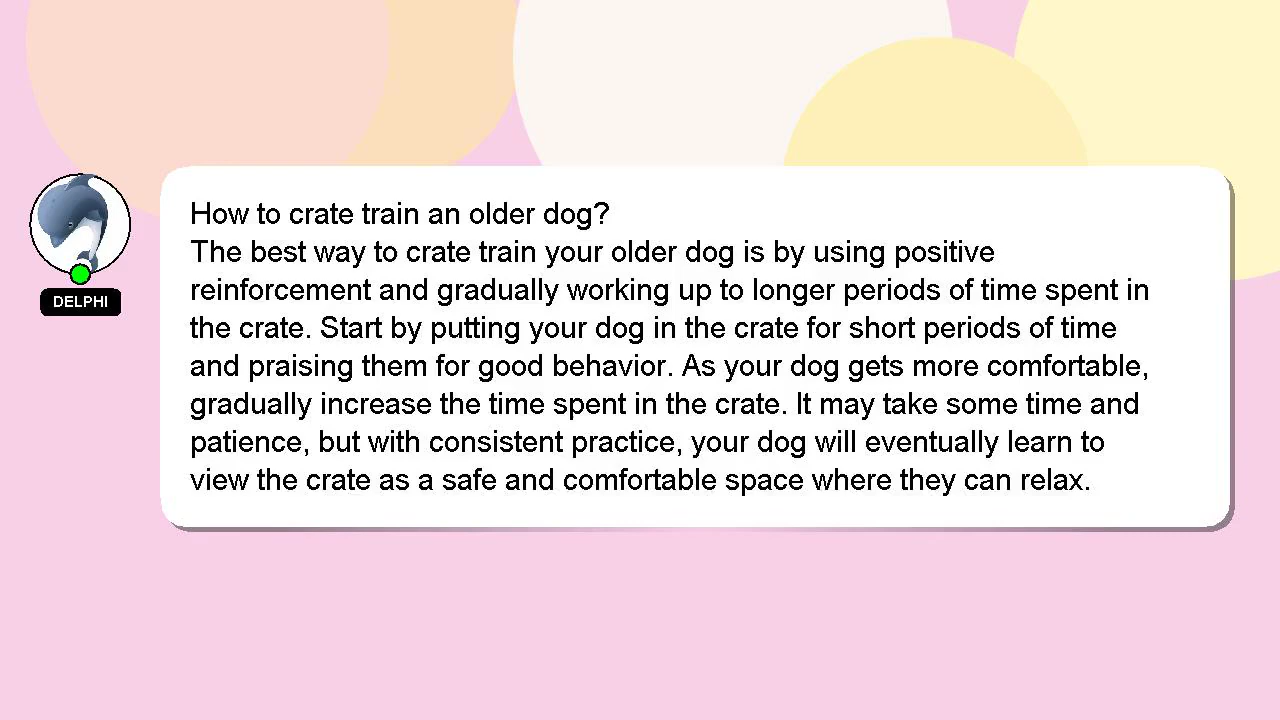 How to crate train an older dog?
The best way to crate train your older dog is by using positive
reinforcement and gradually working up to longer periods of time spent in
the crate. Start by putting your dog in the crate for short periods of time
and praising them for good behavior. As your dog gets more comfortable,
gradually increase the time spent in the crate. It may take some time and
patience, but with consistent practice, your dog will eventually learn to
view the crate as a safe and comfortable space where they can relax.
DELPHI